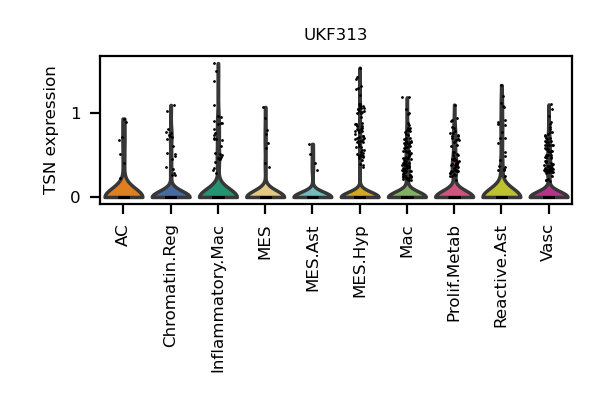 UKF313
TSN expression
1
0
AC
Chromatin.Reg
Inflammatory.Mac
MES
MES.Ast
MES.Hyp
Mac
Prolif.Metab
Reactive.Ast
Vasc